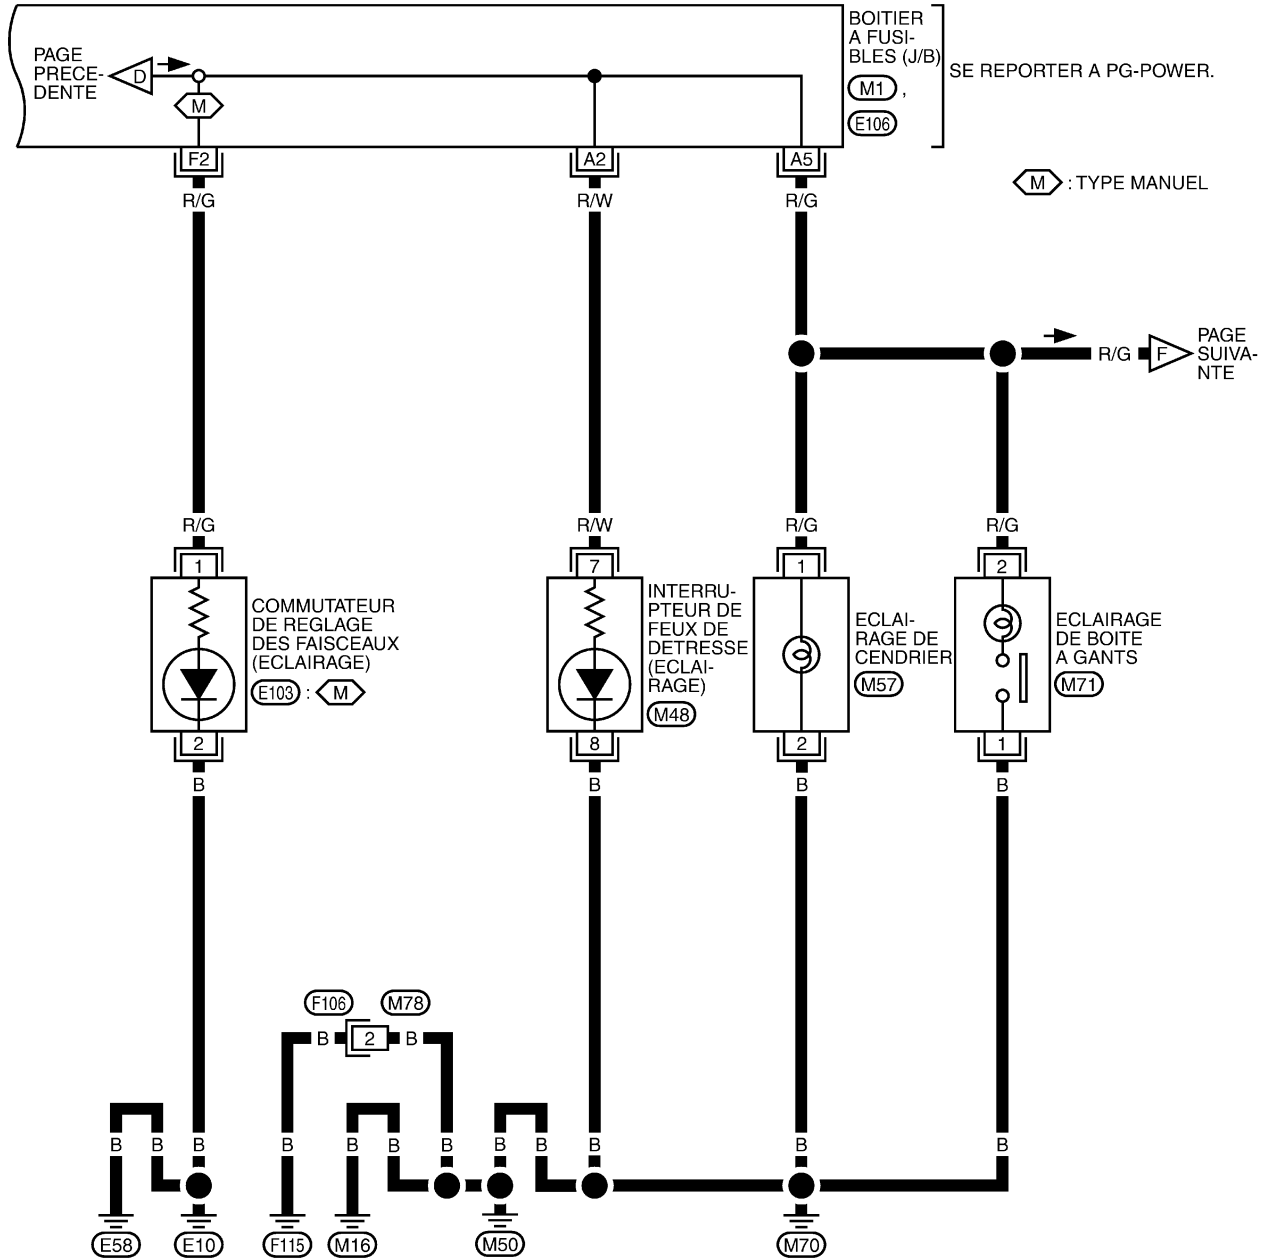 PAGE
PRECE-
DENTE
D
M
BOITIER
A FUSI-
BLES (J/B)
M1 ,
E106
SE REPORTER A PG-POWER.
F2
A2
A5
M : TYPE MANUEL
R/G
R/W
R/G
R/G
F
PAGE
SUIVA-
NTE
R/G
R/W
R/G
R/G
1
7
1
2
COMMUTATEUR
DE REGLAGE
DES FAISCEAUX
(ECLAIRAGE)
E103 : M
INTERRU-
PTEUR DE
FEUX DE
DETRESSE
(ECLAI-
RAGE)
M48
ECLAI-
RAGE DE
CENDRIER
M57
ECLAIRAGE
DE BOITE
A GANTS
M71
2
8
2
1
B
B
B
B
F106
M78
B
2
B
B
B
B
B
B
B
B
B
B
B
B
B
E58
E10
F115
M16
M50
M70